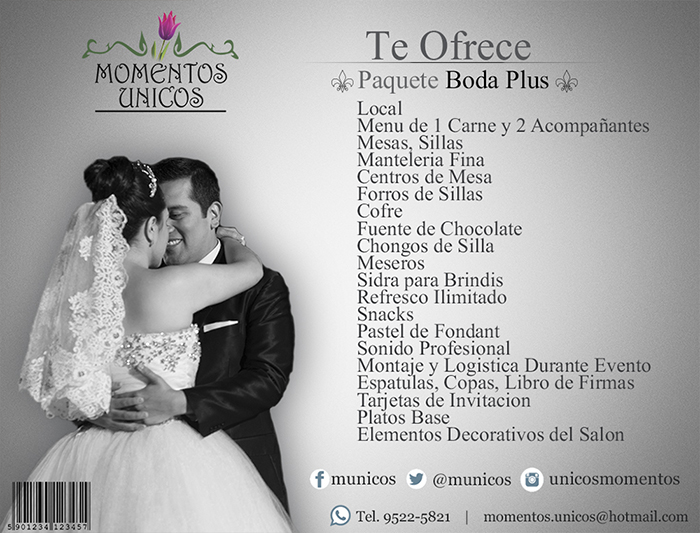 MOMENTOS
UNICOS
Te Ofrece
Paquete Boda Plus
Local
Menu de 1 Carne y 2 Acompañantes
Mesas, Sillas
Manteleria Fina
Centros de Mesa
Forros de Sillas
Cofre
Fuente de Chocolate
Chongos de Silla
Meseros
Sidra para Brindis
Refresco Ilimitado
Snacks
Pastel de Fondant
Sonido Profesional
Montaje y Logistica Durante Evento
Espatulas, Copas, Libro de Firmas
Tarjetas de Invitacion
Platos Base
Elementos Decorativos del Salon
municos @municos unicosmomentos
Tel. 9522-5821 | momentos.unicos@hotmail.com
5 901234 123457